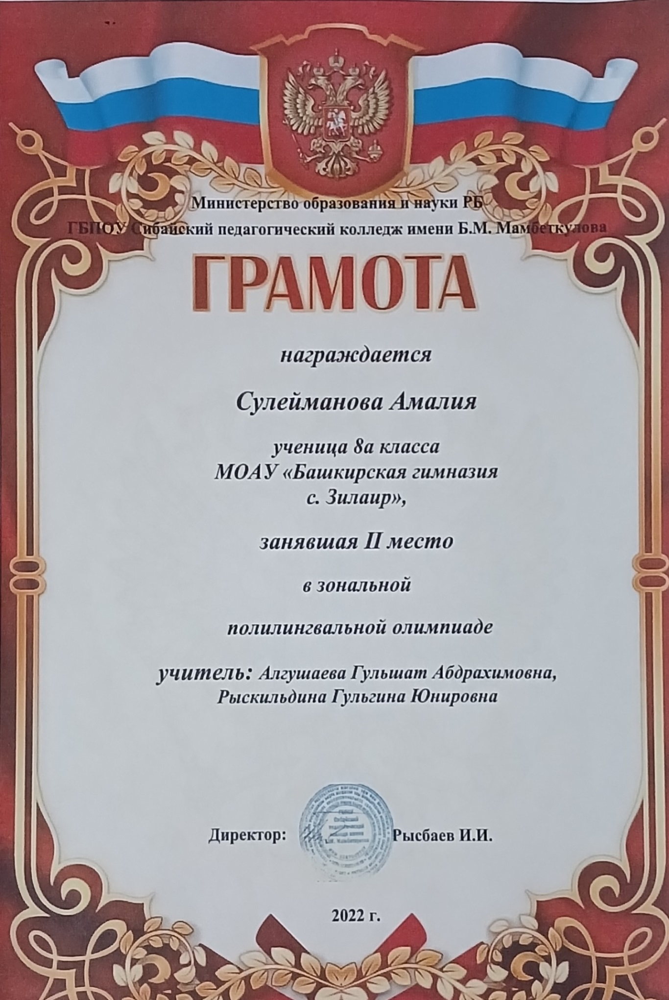 Министерство образования и науки РБ
ГБПОУ Сибайский педагогический колледж имени Б.М. Мамбеткулова
ГРАМОТА
награждается
Сулейманова Амалия
ученица 8а класса
МОАУ «Башкирская гимназия
с. Зилаир»,
занявшая II место
в зональной
полилингвальной олимпиаде
учитель: Алгушаева Гульшат Абдрахимовна,
Рыскильдина Гульгина Юнировна
Директор: Рысбаев И.И.
2022 г.